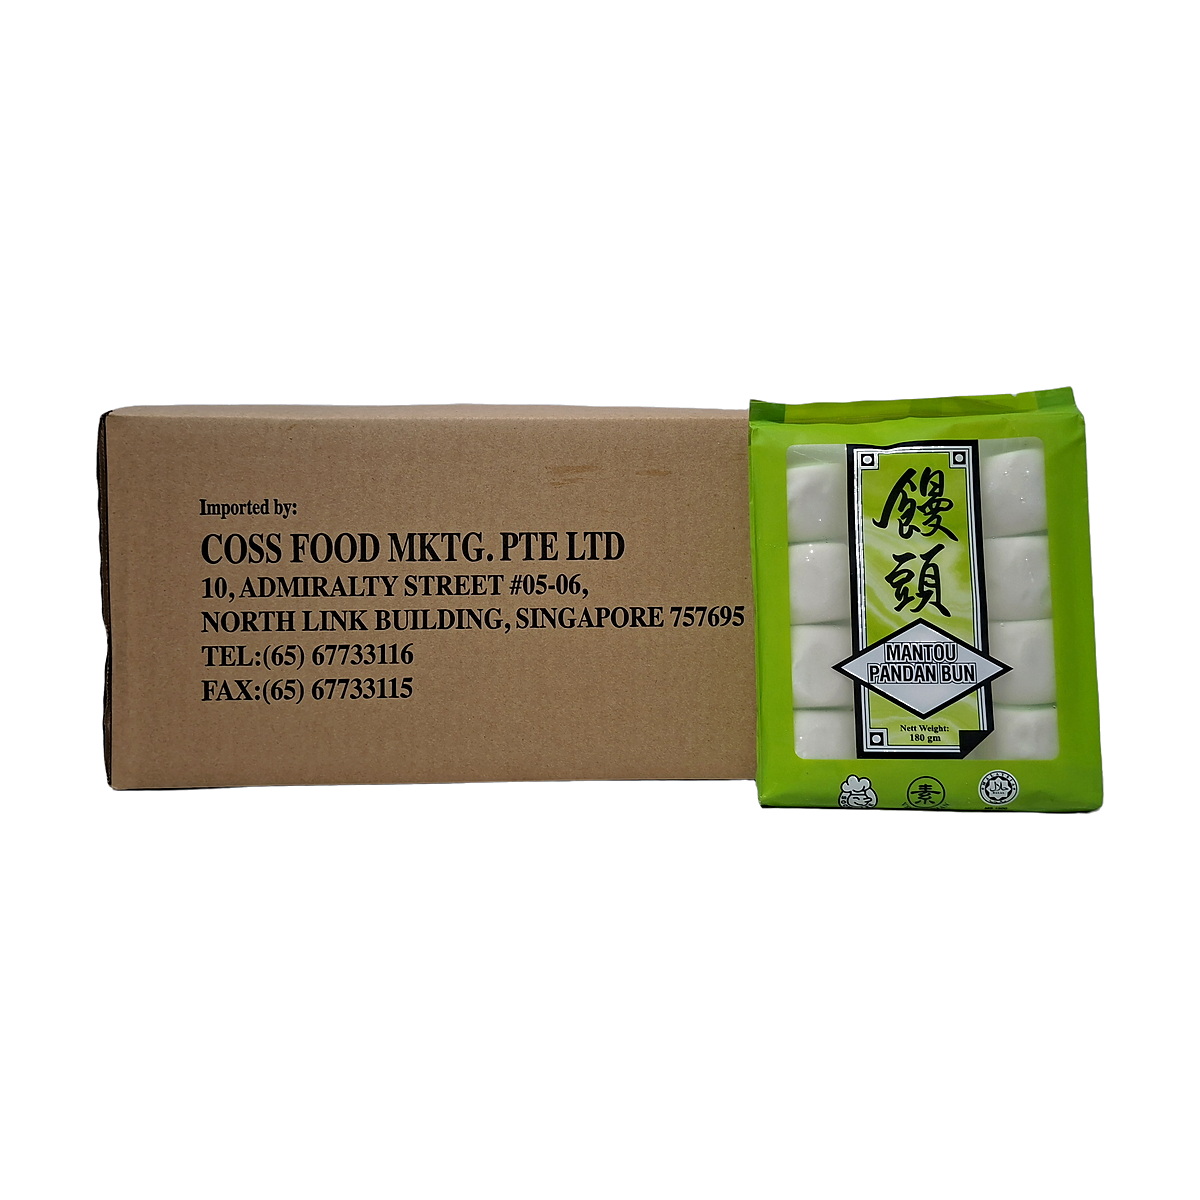 Imported by:
COSS FOOD MKTG. PTE LTD
10, ADMIRALTY STREET #05-06,
NORTH LINK BUILDING, SINGAPORE 757695
TEL:(65) 67733116
FAX:(65) 67733115
饅
頭
MANTOU
PANDAN BUN
Nett Weight:
180 gm
素